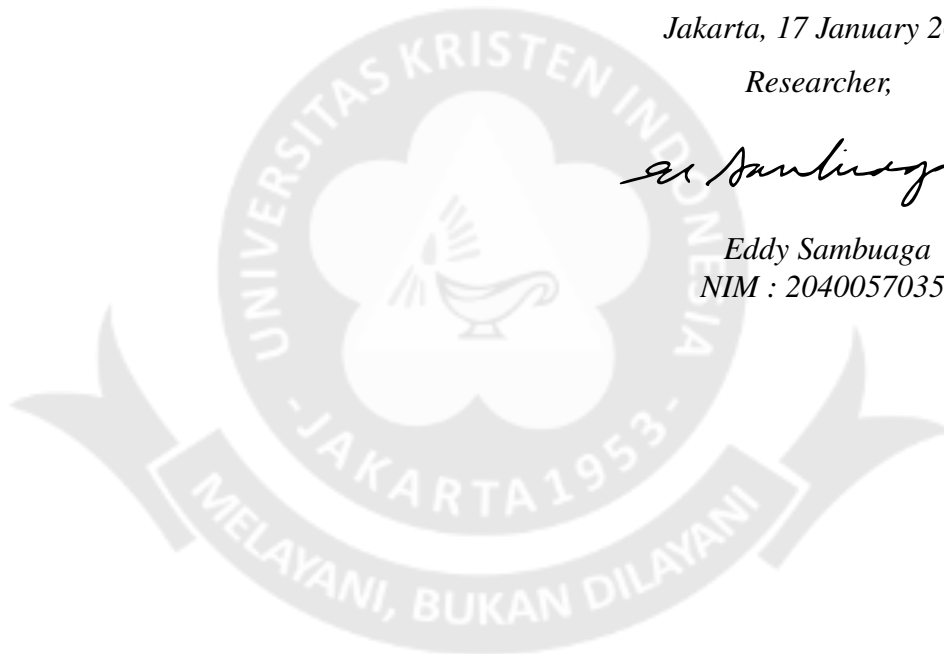 Jakarta, 17 January 2
Researcher,
Eddy Sambuaga
NIM : 2040057035
UNIVERSITAS KRISTEN INDONESIA
- JAKARTA 1953 -
MELAYANI, BUKAN DILAYANI